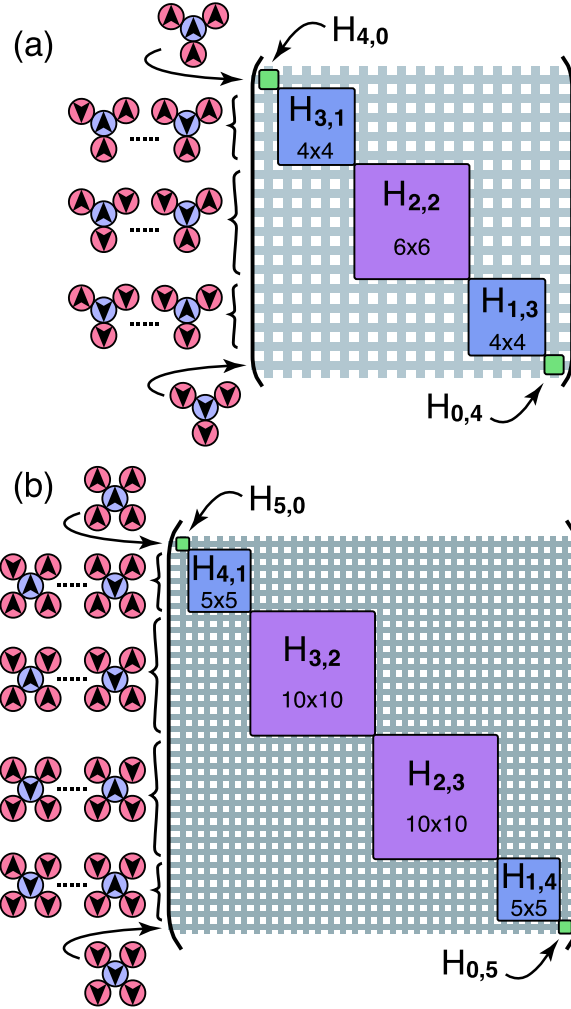 (a)
H4,0
H3,1
4x4
H2,2
6x6
H1,3
4x4
H0,4
(b)
H5,0
H4,1
5x5
H3,2
10x10
H2,3
10x10
H1,4
5x5
H0,5